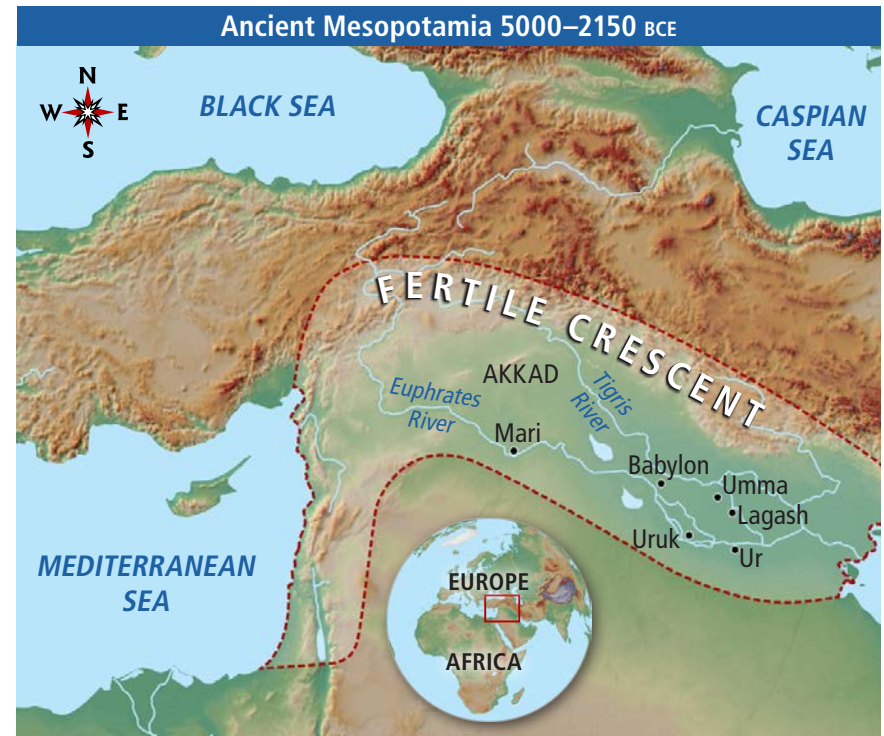 Ancient Mesopotamia 5000–2150 BCE
N
W E
S
BLACK SEA
CASPIAN
SEA
FERTILE CRESCENT
AKKAD
Euphrates
River
Tigris
River
Mari
Babylon
Umma
Lagash
Uruk
Ur
MEDITERRANEAN
SEA
EUROPE
AFRICA